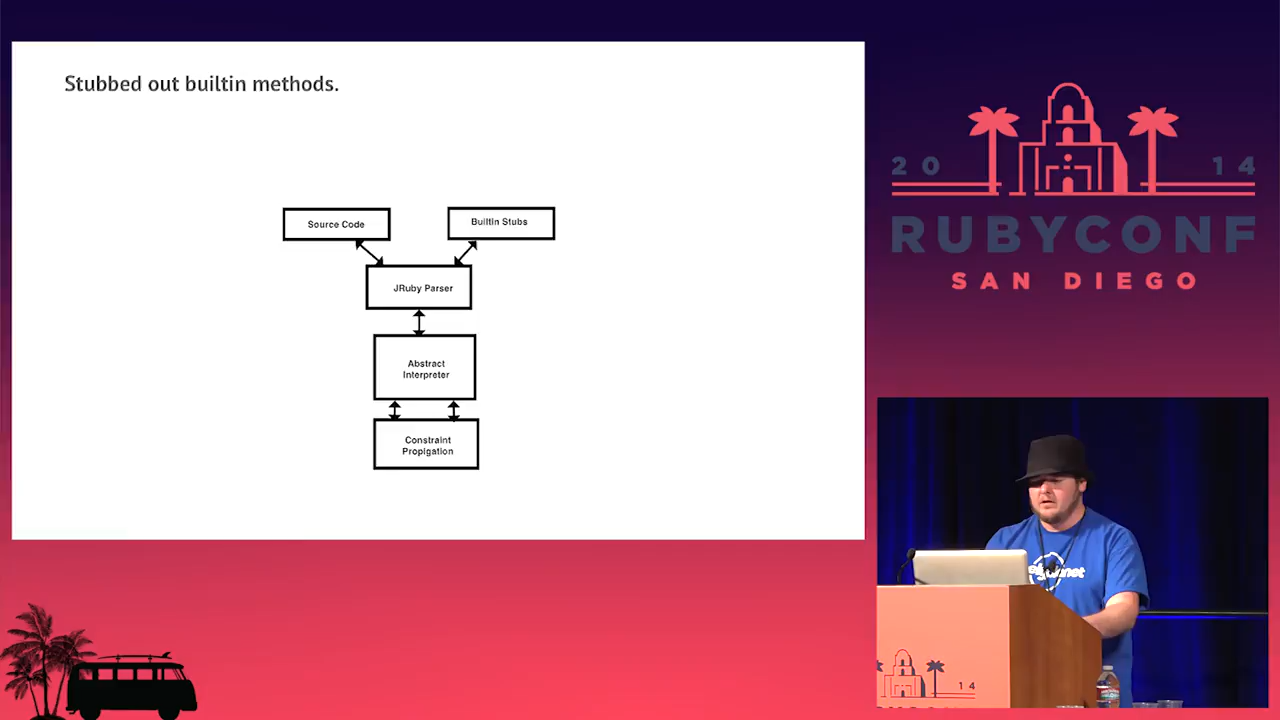 Stubbed out builtin methods.
Source Code
Builtin Stubs
JRuby Parser
Abstract
Interpreter
Constraint
Propigation
20 14
RUBYCONF
SAN DIEGO
14